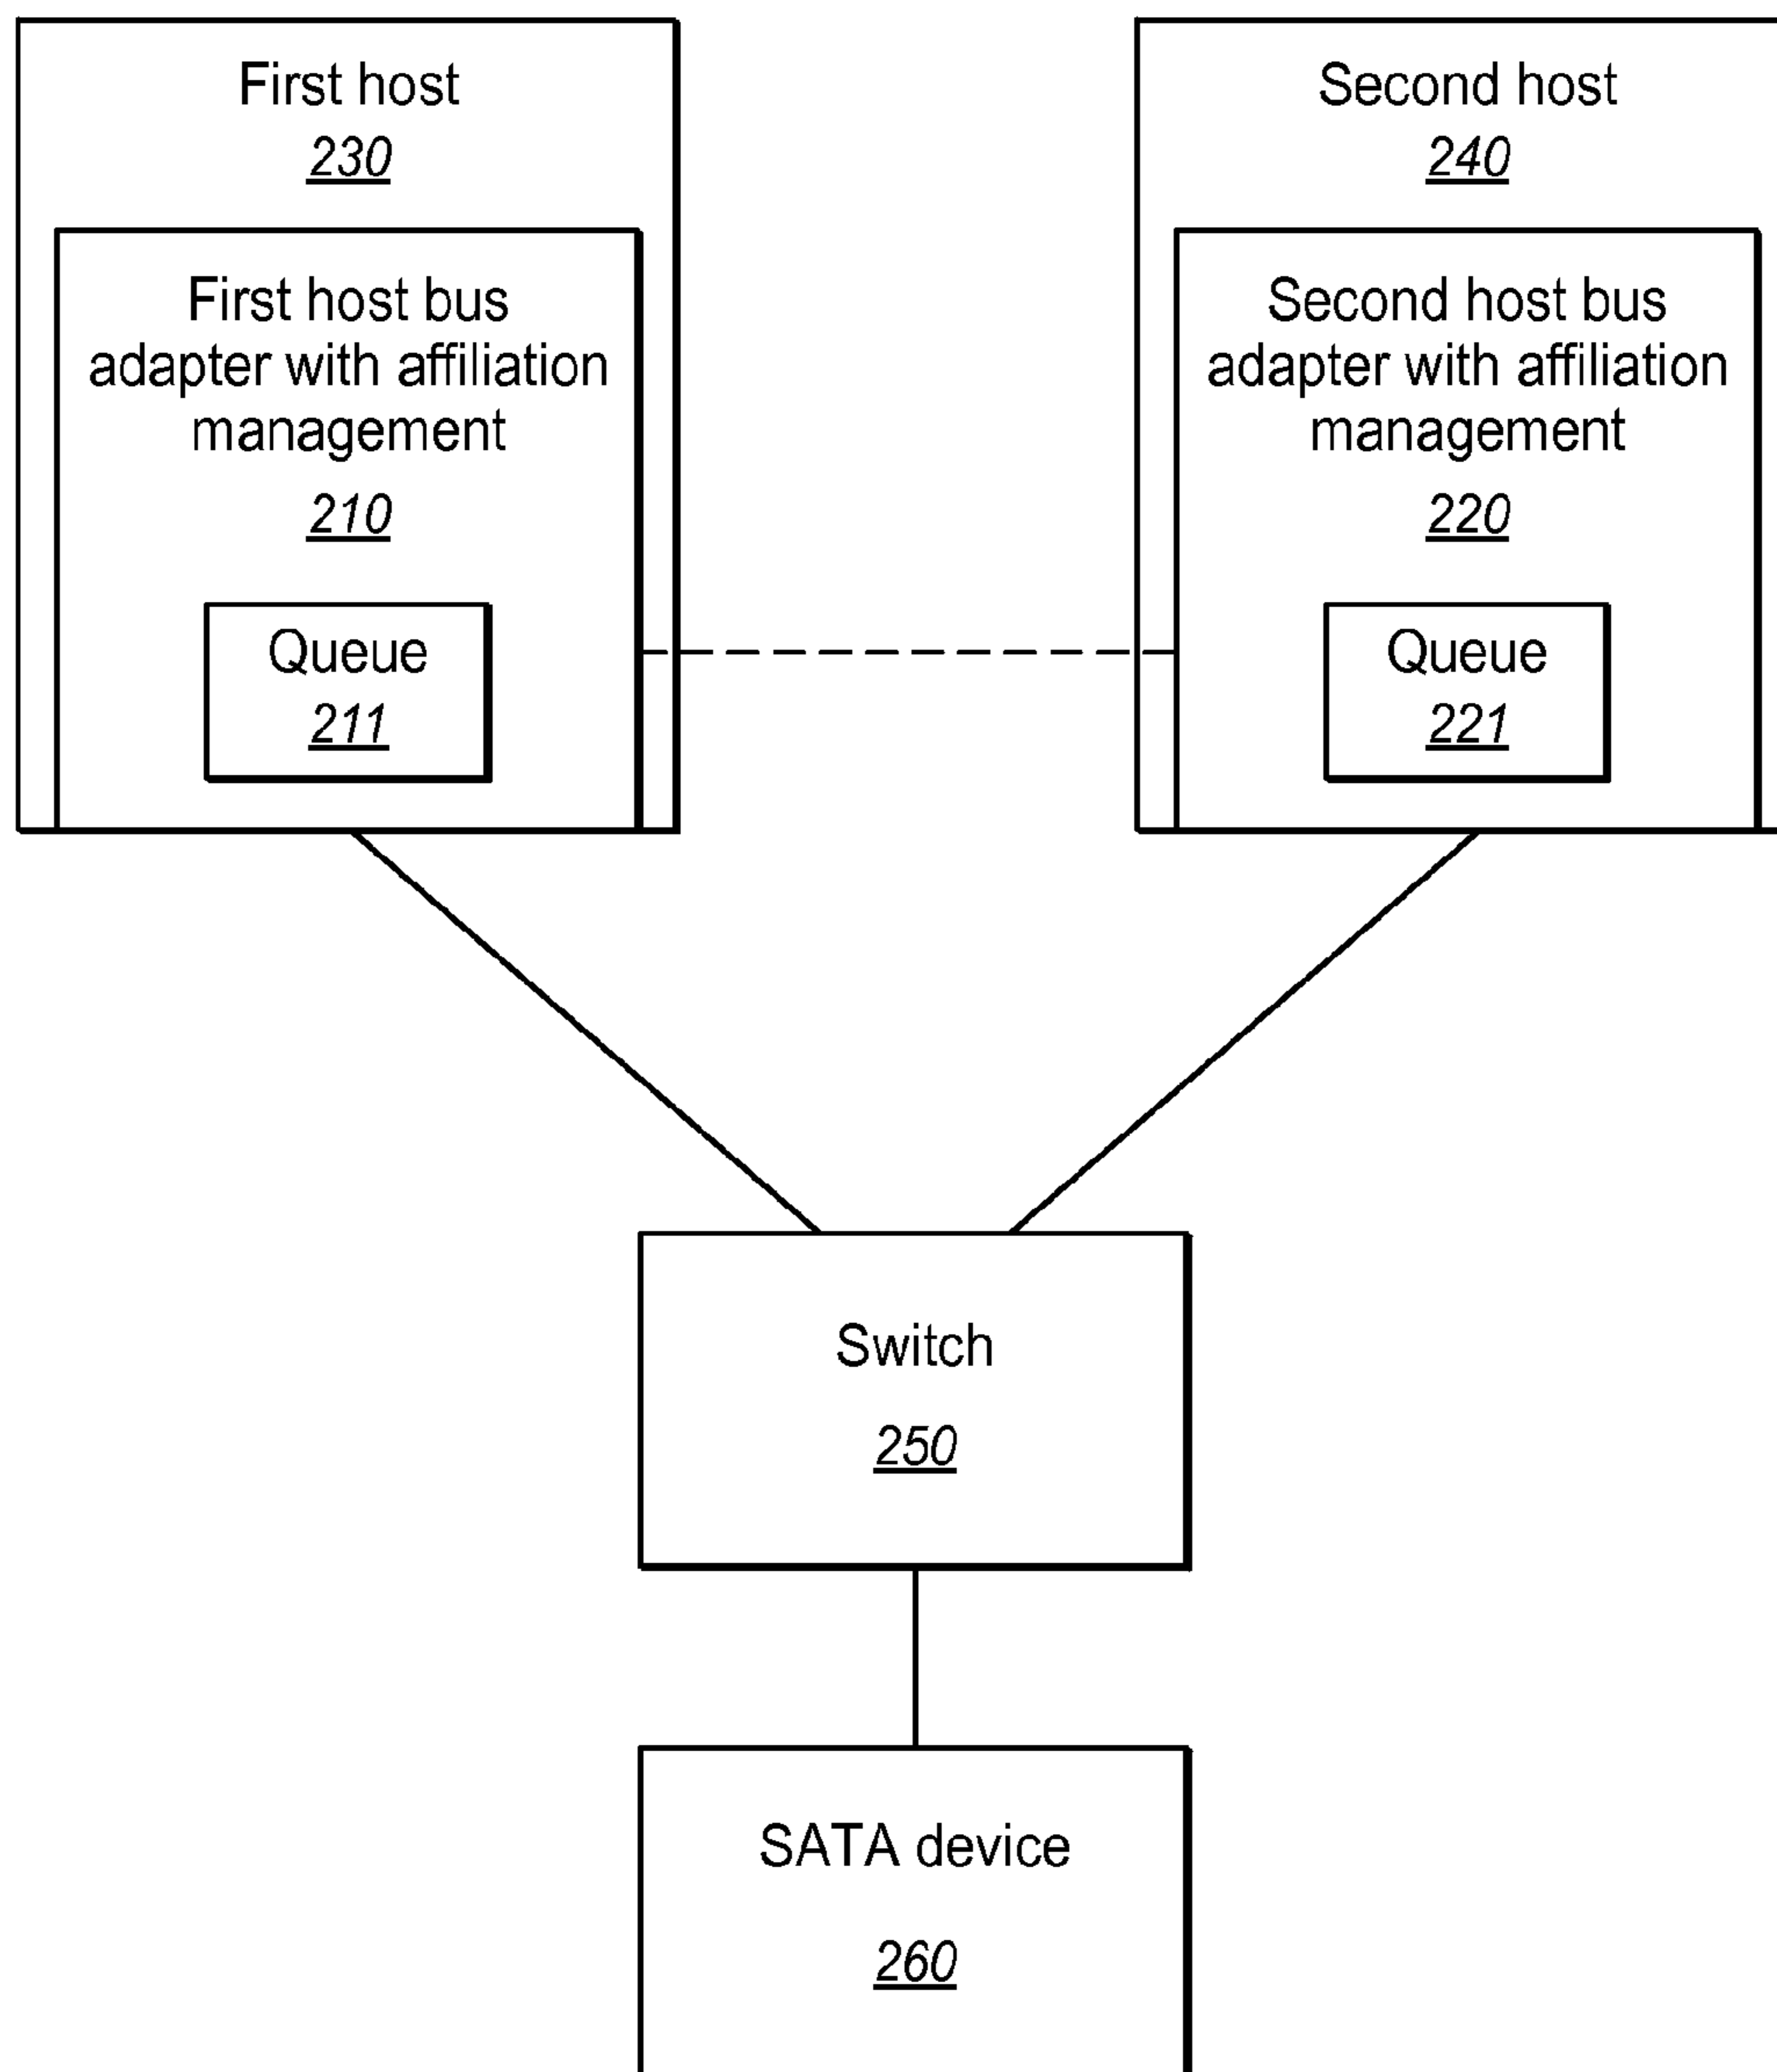 First host
230
First host bus
adapter with affiliation
management
210
Queue
211
Second host
240
Second host bus
adapter with affiliation
management
220
Queue
221
Switch
250
SATA device
260